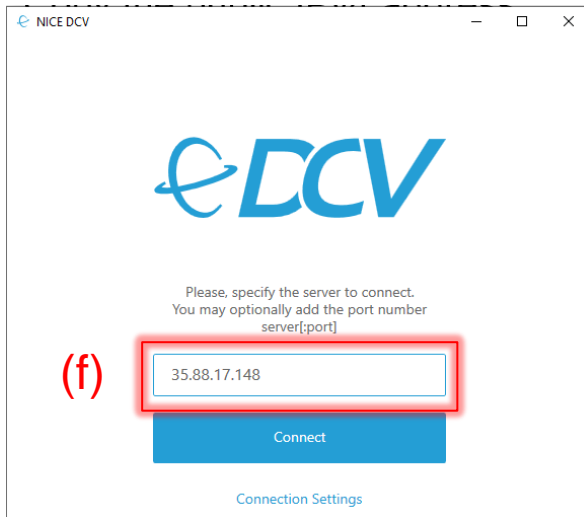 NICE DCV
DCV
Please, specify the server to connect.
You may optionally add the port number
server[:port]
(f)
35.88.17.148
Connect
Connection Settings